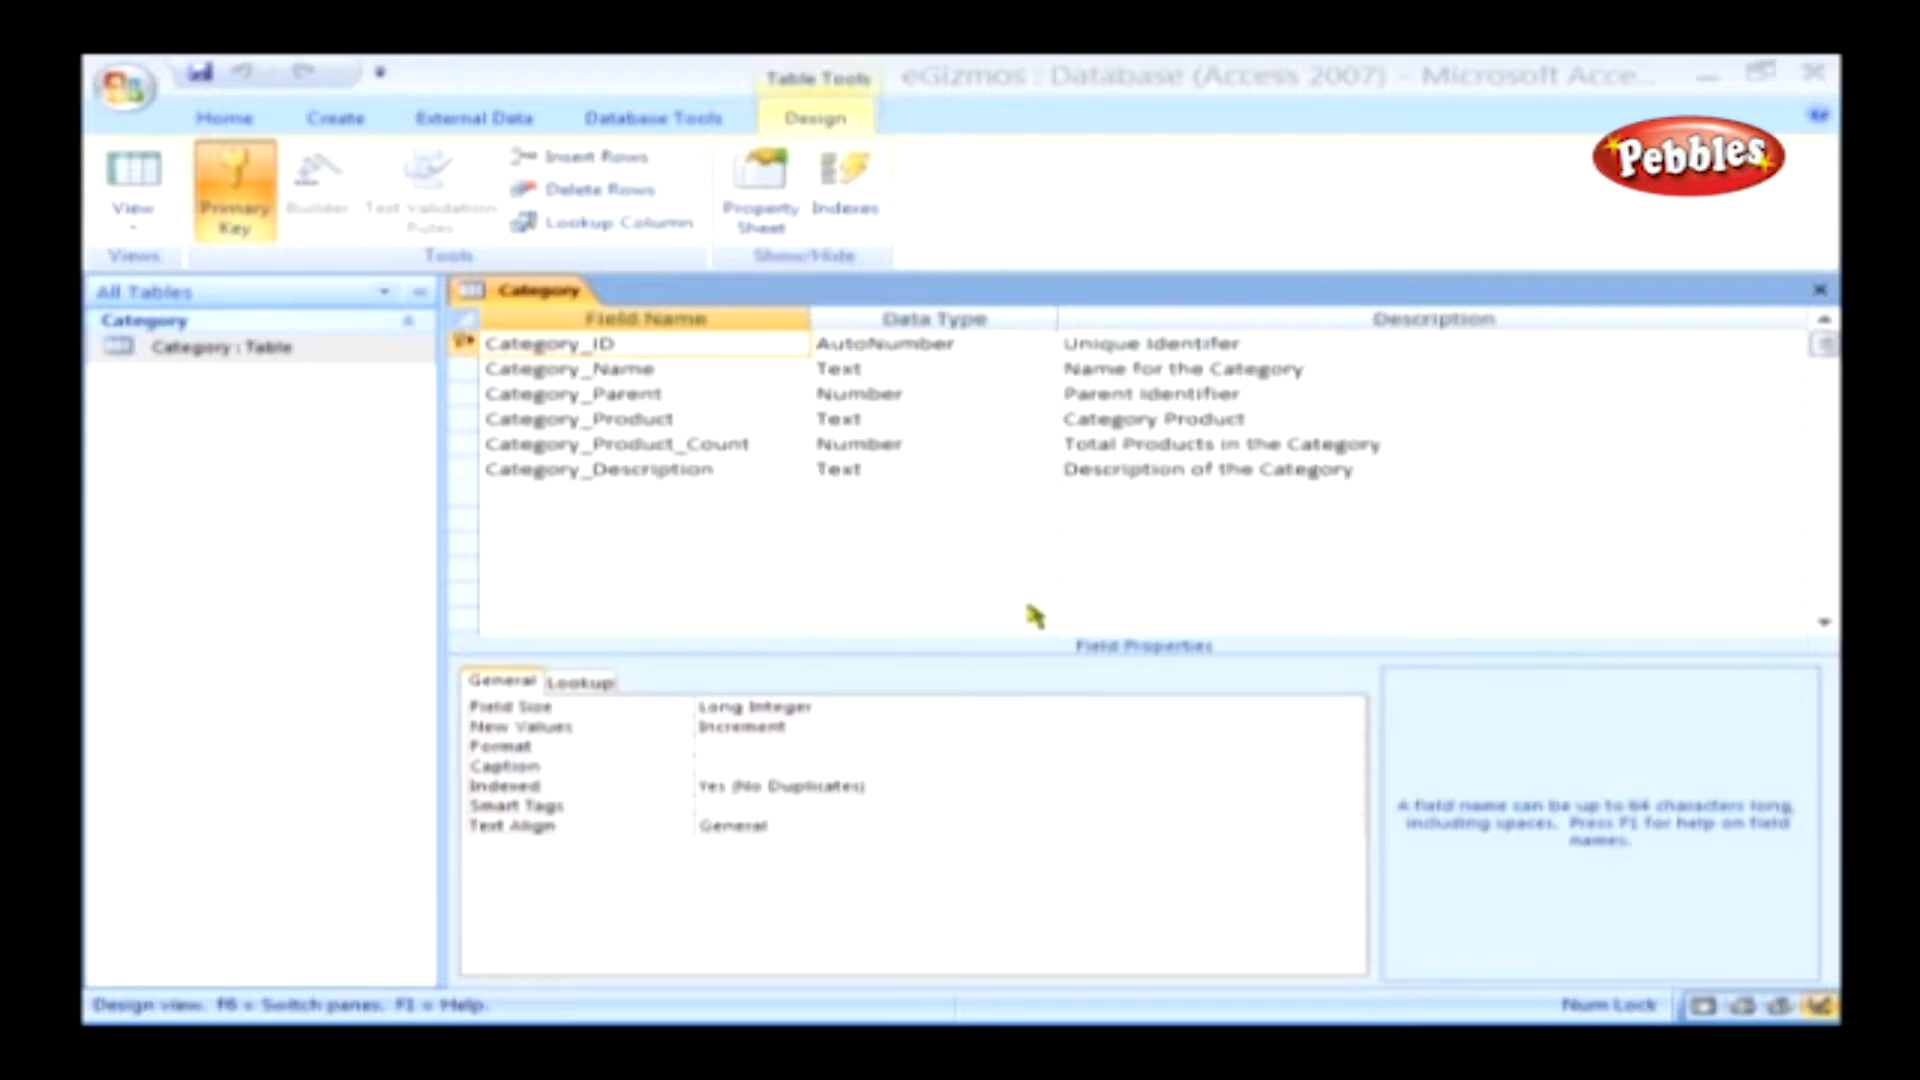 Table Tools
eGizmos : Database (Access 2007) - Microsoft Acce...
Home
Create
External Data
Database Tools
Design
Pebbles
View
Primary Key
Builder
Test Validation Rules
Insert Rows
Delete Rows
Lookup Column
Property Sheet
Indexes
Views
Tools
Show/Hide
All Tables
Category
Category : Table
Category
Field Name Data Type Description
Category_ID AutoNumber Unique Identifer
Category_Name Text Name for the Category
Category_Parent Number Parent Identifier
Category_Product Text Category Product
Category_Product_Count Number Total Products in the Category
Category_Description Text Description of the Category
Field Properties
General Lookup
Field Size Long Integer
New Values Increment
Format
Caption
Indexed Yes (No Duplicates)
Smart Tags
Text Align General
A field name can be up to 64 characters long,
including spaces. Press F1 for help on field
names.
Design view. F6 = Switch panes. F1 = Help.
Num Lock